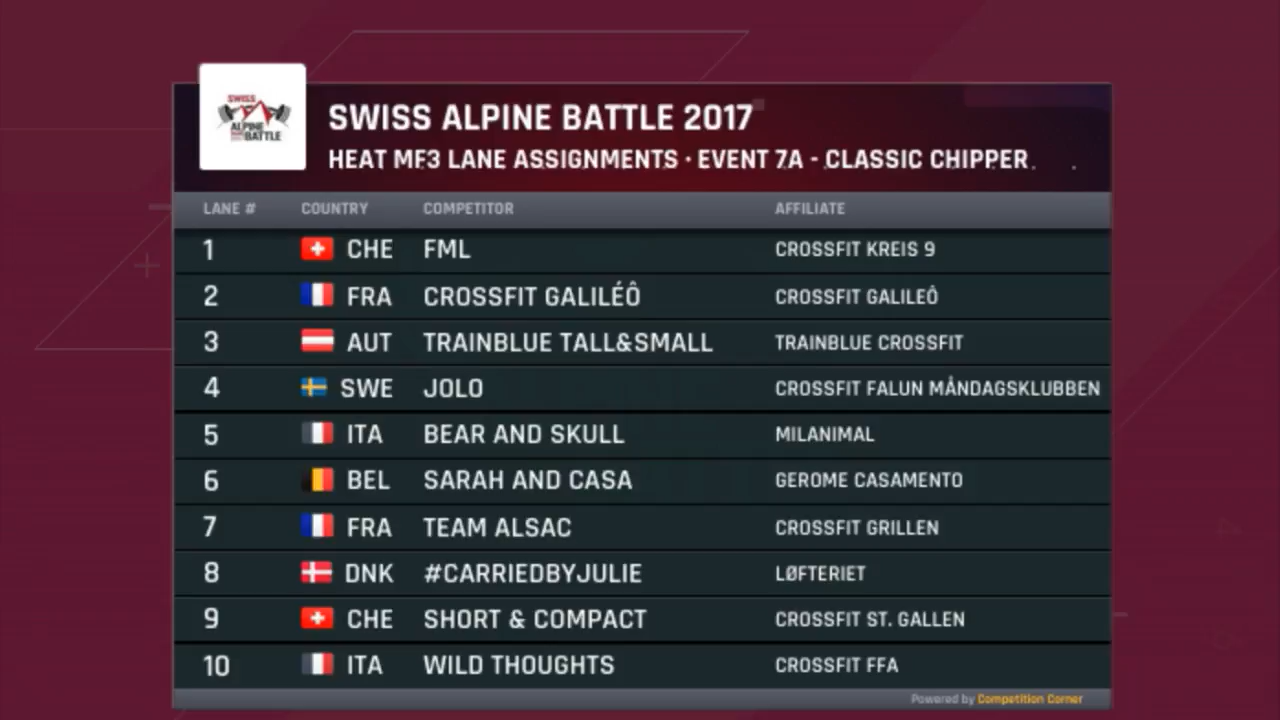 SWISS
ALPINE
BATTLE
SWISS ALPINE BATTLE 2017
HEAT MF3 LANE ASSIGNMENTS · EVENT 7A - CLASSIC CHIPPER
LANE # COUNTRY COMPETITOR AFFILIATE
1 CHE FML CROSSFIT KREIS 9
2 FRA CROSSFIT GALILÉÔ CROSSFIT GALILEÔ
3 AUT TRAINBLUE TALL&SMALL TRAINBLUE CROSSFIT
4 SWE JOLO CROSSFIT FALUN MÅNDAGSKLUBBEN
5 ITA BEAR AND SKULL MILANIMAL
6 BEL SARAH AND CASA GEROME CASAMENTO
7 FRA TEAM ALSAC CROSSFIT GRILLEN
8 DNK #CARRIEDBYJULIE LØFTERIET
9 CHE SHORT & COMPACT CROSSFIT ST. GALLEN
10 ITA WILD THOUGHTS CROSSFIT FFA
Powered by Competition Corner